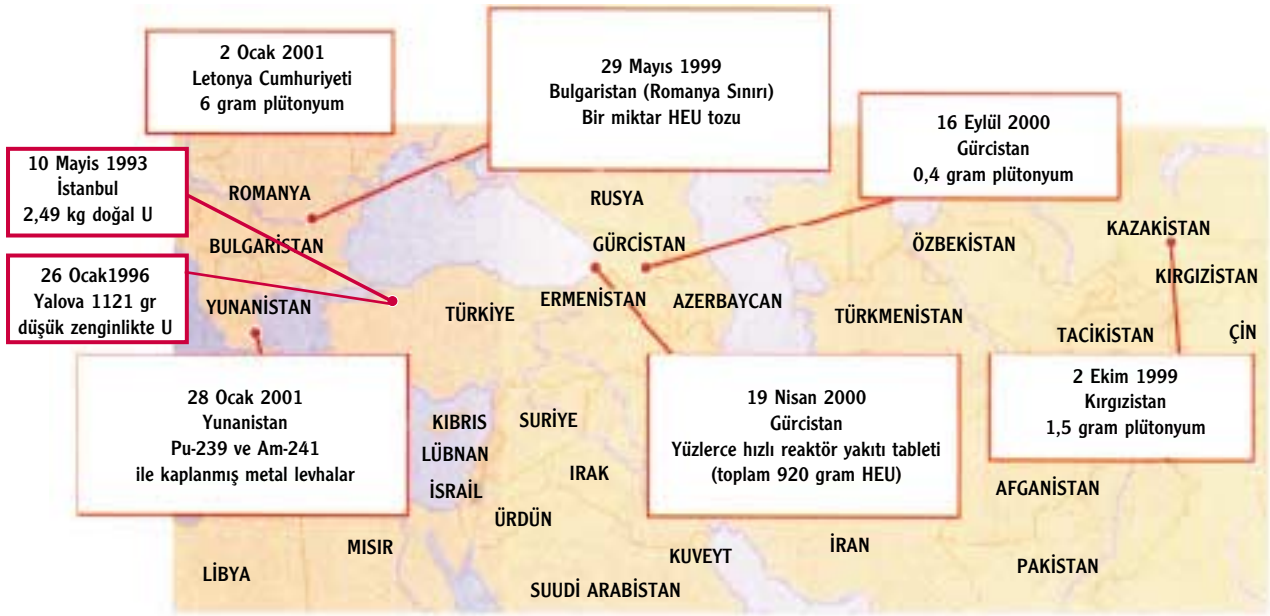 2 Ocak 2001
Letonya Cumhuriyeti
6 gram plütonyum
29 Mayıs 1999
Bulgaristan (Romanya Sınırı)
Bir miktar HEU tozu
16 Eylül 2000
Gürcistan
0,4 gram plütonyum
10 Mayis 1993
İstanbul
2,49 kg doğal U
26 Ocak1996
Yalova 1121 gr
düşük zenginlikte U
ROMANYA
BULGARİSTAN
YUNANİSTAN
TÜRKİYE
RUSYA
GÜRCİSTAN
ERMENİSTAN
AZERBAYCAN
ÖZBEKİSTAN
TÜRKMENİSTAN
KAZAKİSTAN
KIRGIZİSTAN
TACİKİSTAN
ÇİN
28 Ocak 2001
Yunanistan
Pu-239 ve Am-241
ile kaplanmış metal levhalar
KIBRIS
LÜBNAN
İSRAİL
SURİYE
IRAK
ÜRDÜN
19 Nisan 2000
Gürcistan
Yüzlerce hızlı reaktör yakıtı tableti
(toplam 920 gram HEU)
2 Ekim 1999
Kırgızistan
1,5 gram plütonyum
AFGANİSTAN
PAKİSTAN
İRAN
KUVEYT
SUUDİ ARABİSTAN
MISIR
LİBYA